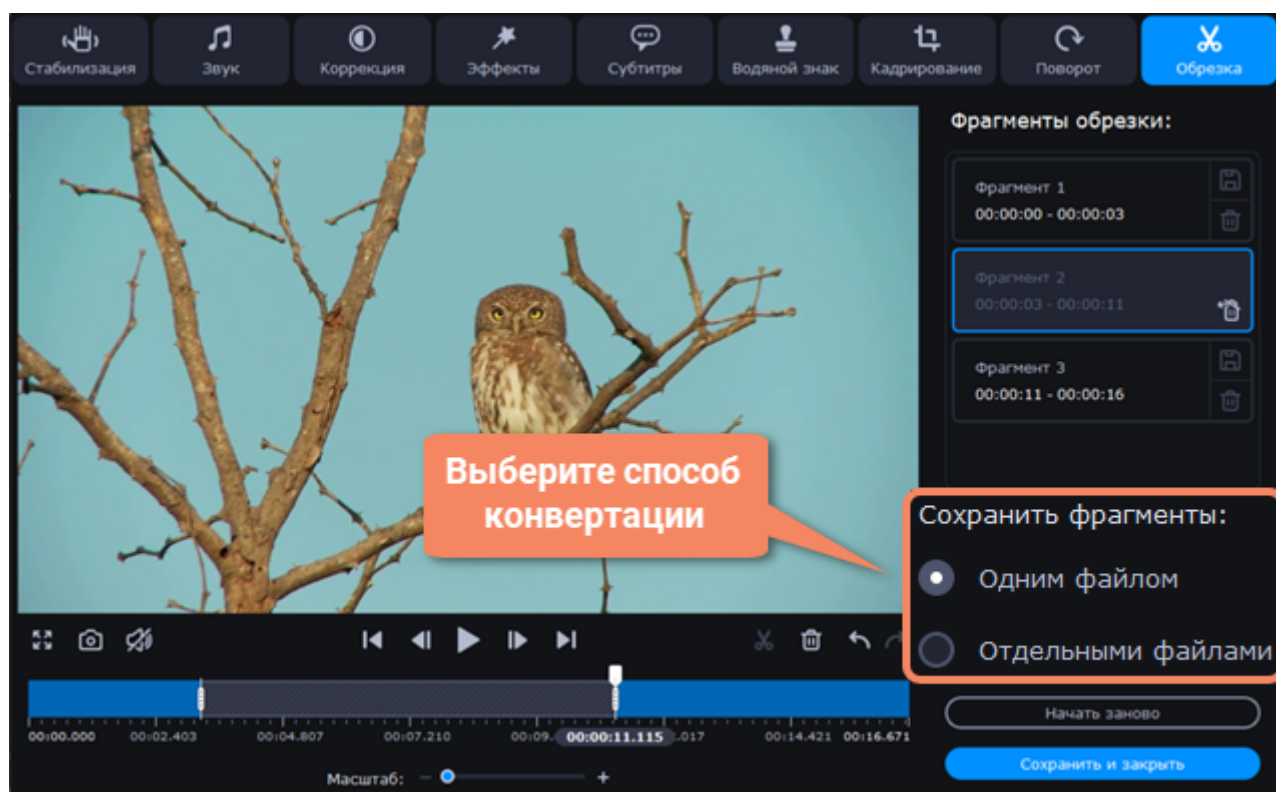 Стабилизация
Звук
Коррекция
Эффекты
Субтитры
Водяной знак
Кадрирование
Поворот
Обрезка
Фрагменты обрезки:
Фрагмент 1
00:00:00 - 00:00:03
Фрагмент 2
00:00:03 - 00:00:11
Фрагмент 3
00:00:11 - 00:00:16
Выберите способ
конвертации
Сохранить фрагменты:
Одним файлом
Отдельными файлами
00:00.000 00:02.403 00:04.807 00:07.210 00:09. 00:00:11.115 .017 00:14.421 00:16.671
Начать заново
Масштаб: − +
Сохранить и закрыть